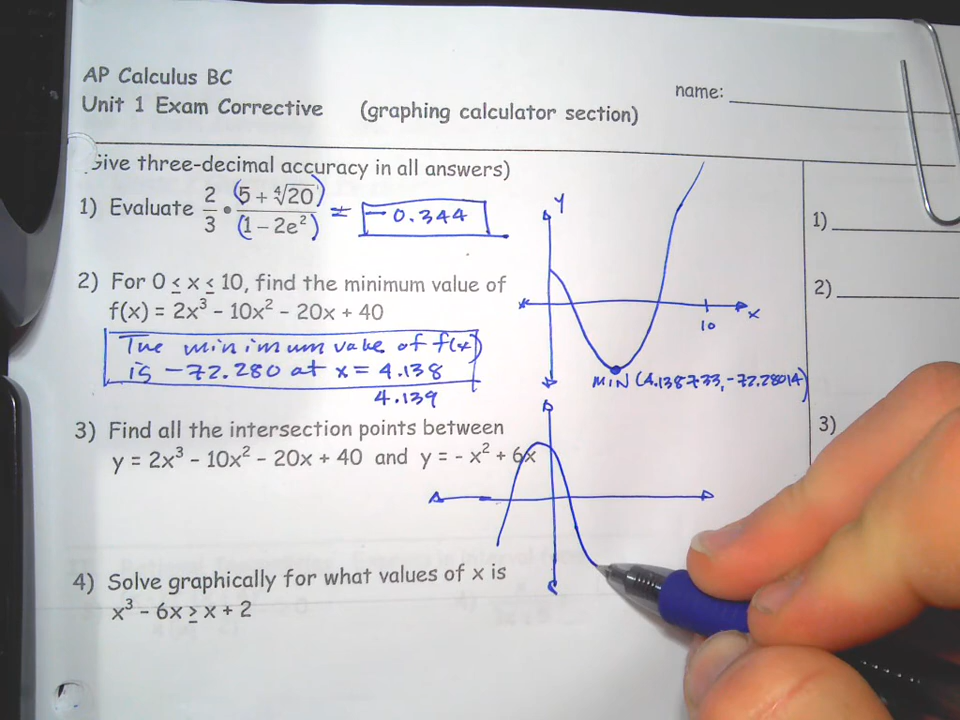 AP Calculus BC
name:
Unit 1 Exam Corrective (graphing calculator section)
Give three-decimal accuracy in all answers)
1) Evaluate 2/3 • (5 + ∜20)/(1 – 2e²) = – 0.344
Y
X
10
1)
2) For 0 ≤ x ≤ 10, find the minimum value of
f(x) = 2x³ – 10x² – 20x + 40
2)
The minimum value of f(x)
is –72.280 at x = 4.138
4.139
MIN (4.138733, –72.28014)
3) Find all the intersection points between
y = 2x³ – 10x² – 20x + 40 and y = – x² + 6x
3)
4) Solve graphically for what values of x is
x³ – 6x ≥ x + 2